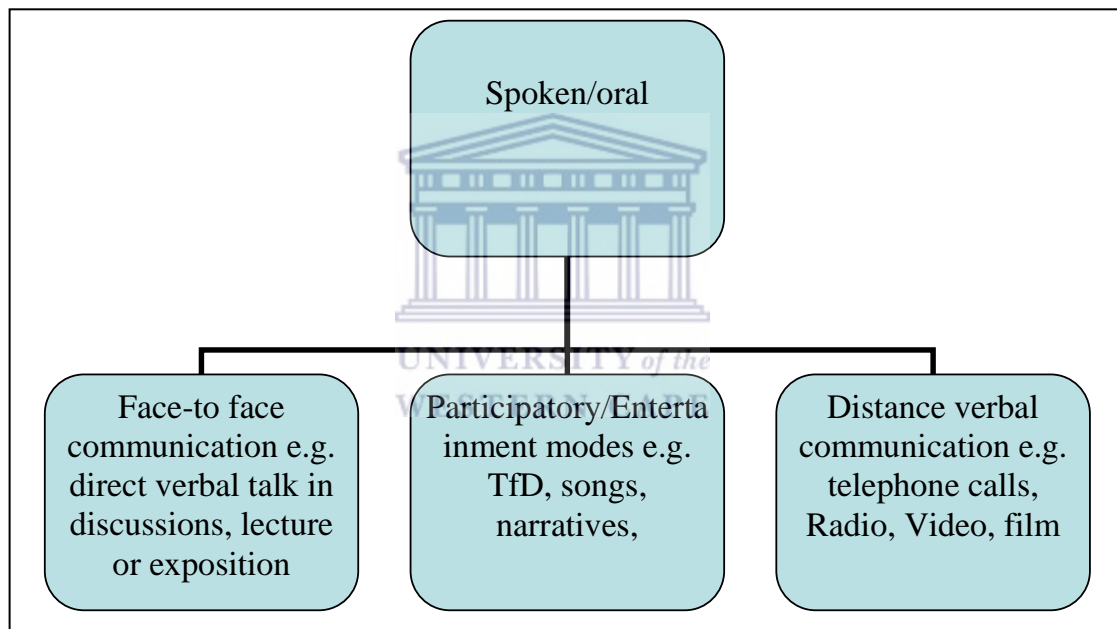 Spoken/oral
UNIVERSITY of the
WESTERN CAPE
Face-to face
communication e.g.
direct verbal talk in
discussions, lecture
or exposition
Participatory/Enterta
inment modes e.g.
TfD, songs,
narratives,
Distance verbal
communication e.g.
telephone calls,
Radio, Video, film